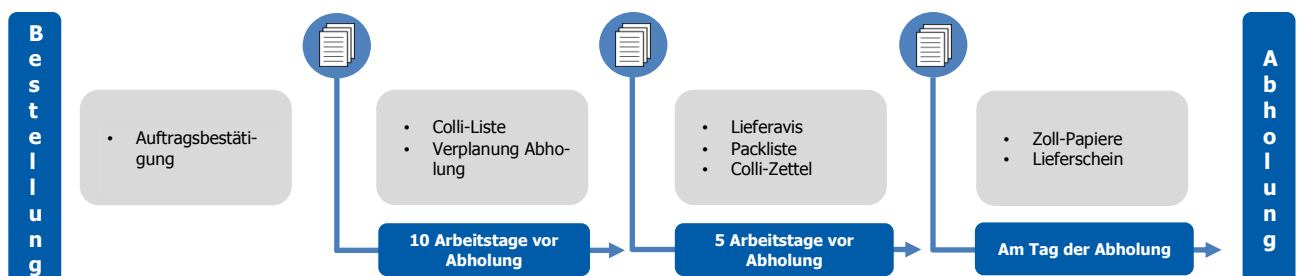 Bestellung
• Auftragsbestäti-
gung
• Colli-Liste
• Verplanung Abho-
lung
10 Arbeitstage vor
Abholung
• Lieferavis
• Packliste
• Colli-Zettel
5 Arbeitstage vor
Abholung
• Zoll-Papiere
• Lieferschein
Am Tag der Abholung
Abholung